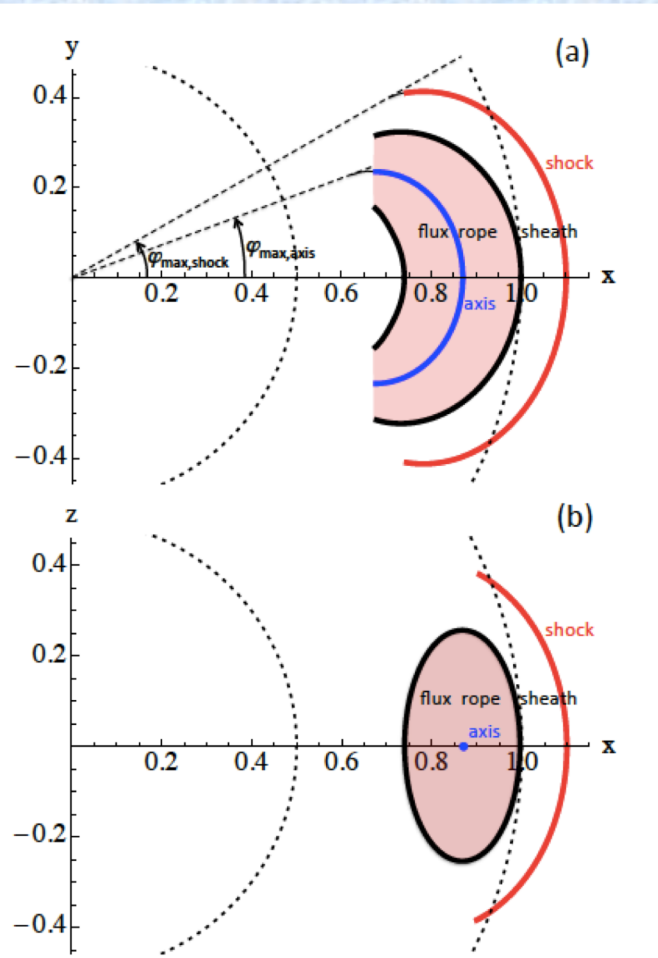 y
(a)
0.4
shock
0.2
flux rope
sheath
φmax,shock
φmax,axis
x
0.2
0.4
0.6
0.8
1.0
axis
−0.2
−0.4
z
(b)
0.4
shock
0.2
flux rope
sheath
axis
x
0.2
0.4
0.6
0.8
1.0
−0.2
−0.4